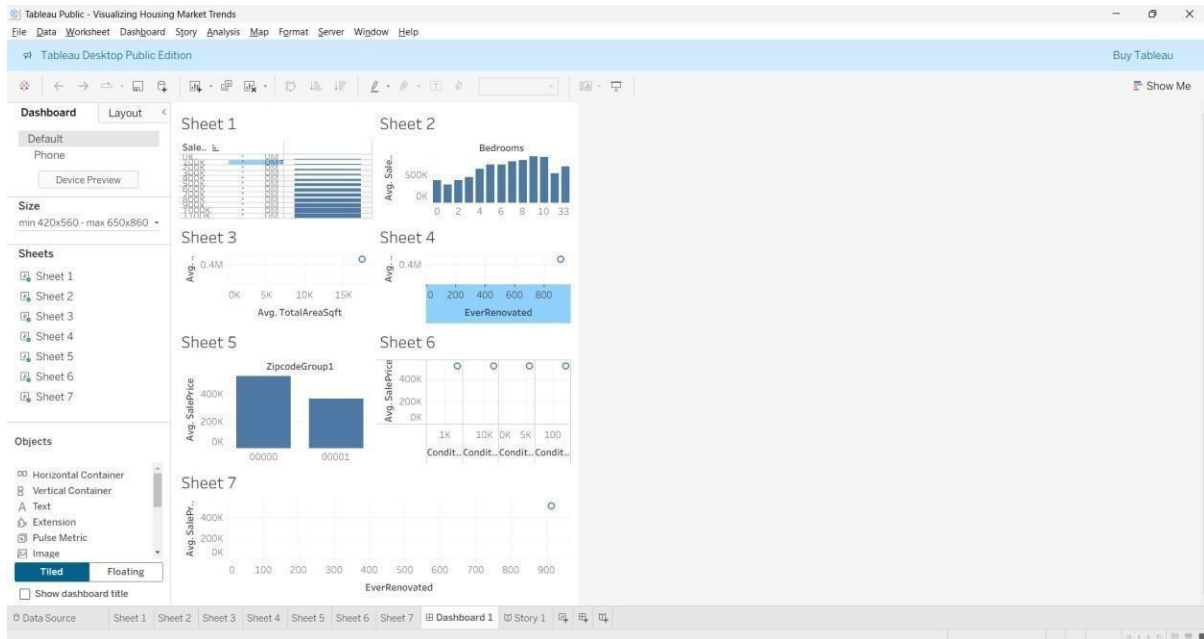 Tableau Public - Visualizing Housing Market Trends
File Data Worksheet Dashboard Story Analysis Map Format Server Window Help
Tableau Desktop Public Edition
Buy Tableau
Show Me
Dashboard Layout
Default
Phone
Device Preview
Size
min 420x560 - max 650x860
Sheets
Sheet 1
Sheet 2
Sheet 3
Sheet 4
Sheet 5
Sheet 6
Sheet 7
Objects
Horizontal Container
Vertical Container
Text
Extension
Pulse Metric
Image
Tiled Floating
Show dashboard title
Sheet 1
Sale..
Sheet 2
Bedrooms
Avg. Sale..
500K
0K
0 2 4 6 8 10 33
Sheet 3
Avg. ..
0.4M
0K 5K 10K 15K
Avg. TotalAreaSqft
Sheet 4
Avg. ..
0.4M
0 200 400 600 800
EverRenovated
Sheet 5
ZipcodeGroup1
Avg. SalePrice
400K
200K
0K
00000 00001
Sheet 6
Avg. SalePrice
400K
200K
0K
1K 10K 0K 5K 100
Condit.. Condit.. Condit.. Condit..
Sheet 7
Avg. SalePr..
400K
200K
0K
0 100 200 300 400 500 600 700 800 900
EverRenovated
Data Source Sheet 1 Sheet 2 Sheet 3 Sheet 4 Sheet 5 Sheet 6 Sheet 7 Dashboard 1 Story 1